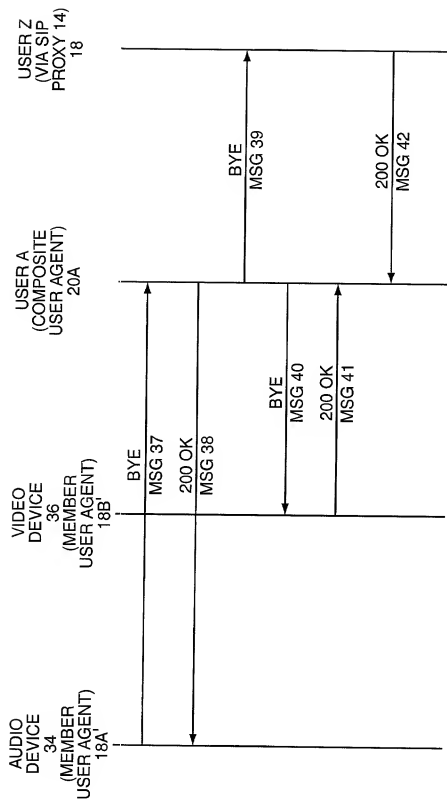 AUDIO
DEVICE
34
(MEMBER
USER AGENT)
18A'
VIDEO
DEVICE
36
(MEMBER
USER AGENT)
18B'
USER A
(COMPOSITE
USER AGENT)
20A
USER Z
(VIA SIP
PROXY 14)
18
BYE
MSG 37
200 OK
MSG 38
BYE
MSG 39
BYE
MSG 40
200 OK
MSG 41
200 OK
MSG 42